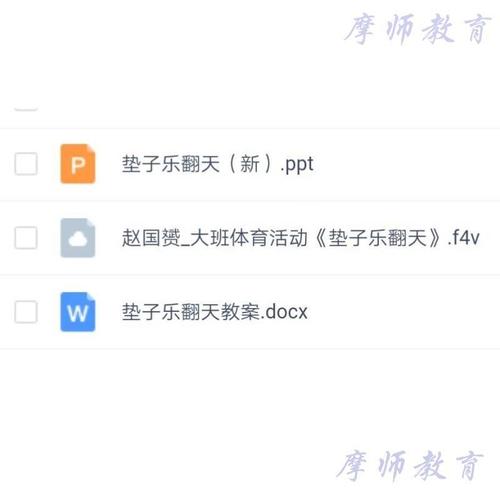 摩师教育
P
垫子乐翻天（新）.ppt
赵国赟_大班体育活动《垫子乐翻天》.f4v
W
垫子乐翻天教案.docx
摩师教育